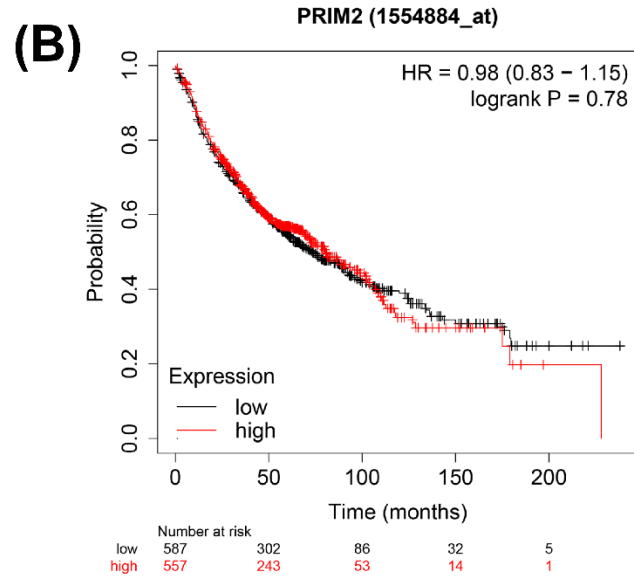 (B)
PRIM2 (1554884_at)
HR = 0.98 (0.83 − 1.15)
logrank P = 0.78
Probability
1.0
0.8
0.6
0.4
0.2
0.0
Expression
low
high
0 50 100 150 200
Time (months)
Number at risk
low 587 302 86 32 5
high 557 243 53 14 1